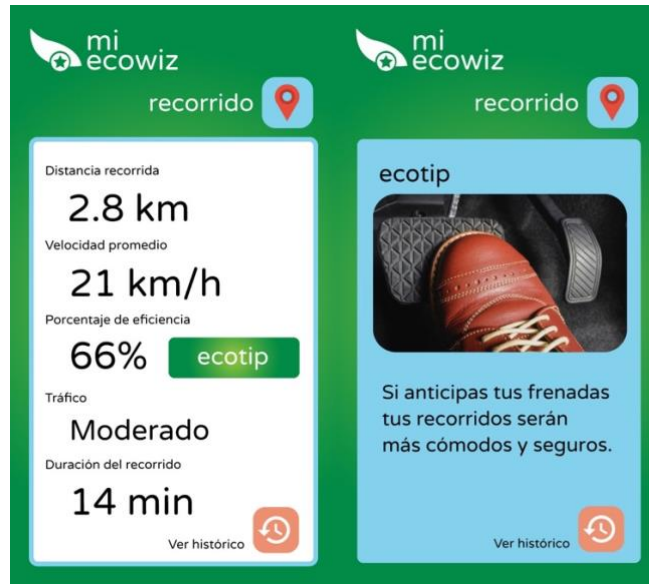 mi
ecowiz
recorrido
Distancia recorrida
2.8 km
Velocidad promedio
21 km/h
Porcentaje de eficiencia
66% ecotip
Tráfico
Moderado
Duración del recorrido
14 min
Ver histórico
mi
ecowiz
recorrido
ecotip
Si anticipas tus frenadas
tus recorridos serán
más cómodos y seguros.
Ver histórico